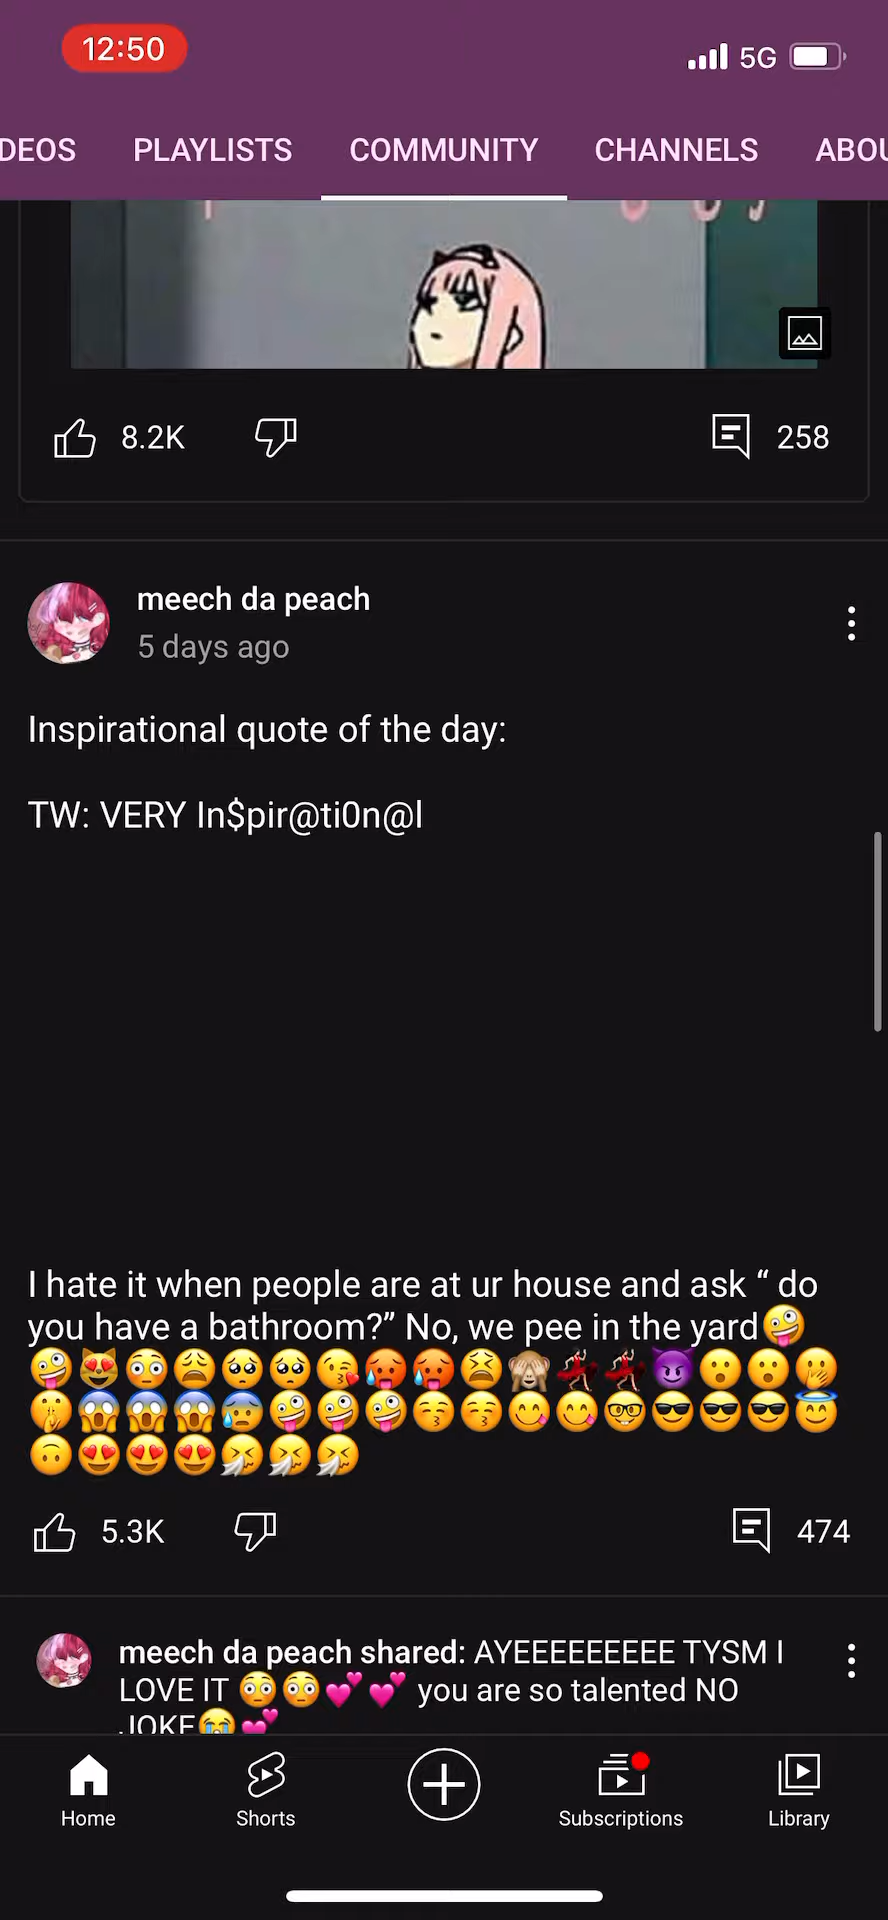 12:50
5G
DEOS PLAYLISTS COMMUNITY CHANNELS ABOU
8.2K
258
meech da peach
5 days ago
Inspirational quote of the day:
TW: VERY In$pir@ti0n@l
I hate it when people are at ur house and ask “ do
you have a bathroom?” No, we pee in the yard🤪
🤪😻😳😩🥺🥺😘🥵🥵😫🙈💃💃😈😮😮🤭
🤫😱😱😱😰🤪🤪🤪😚😚😋😋🤓😎😎😎😇
🙃😍😍😍🤧🤧🤧
5.3K
474
meech da peach shared: AYEEEEEEEEE TYSM I
LOVE IT 😳😳💕💕 you are so talented NO
JOKE😭💕
Home
Shorts
Subscriptions
Library